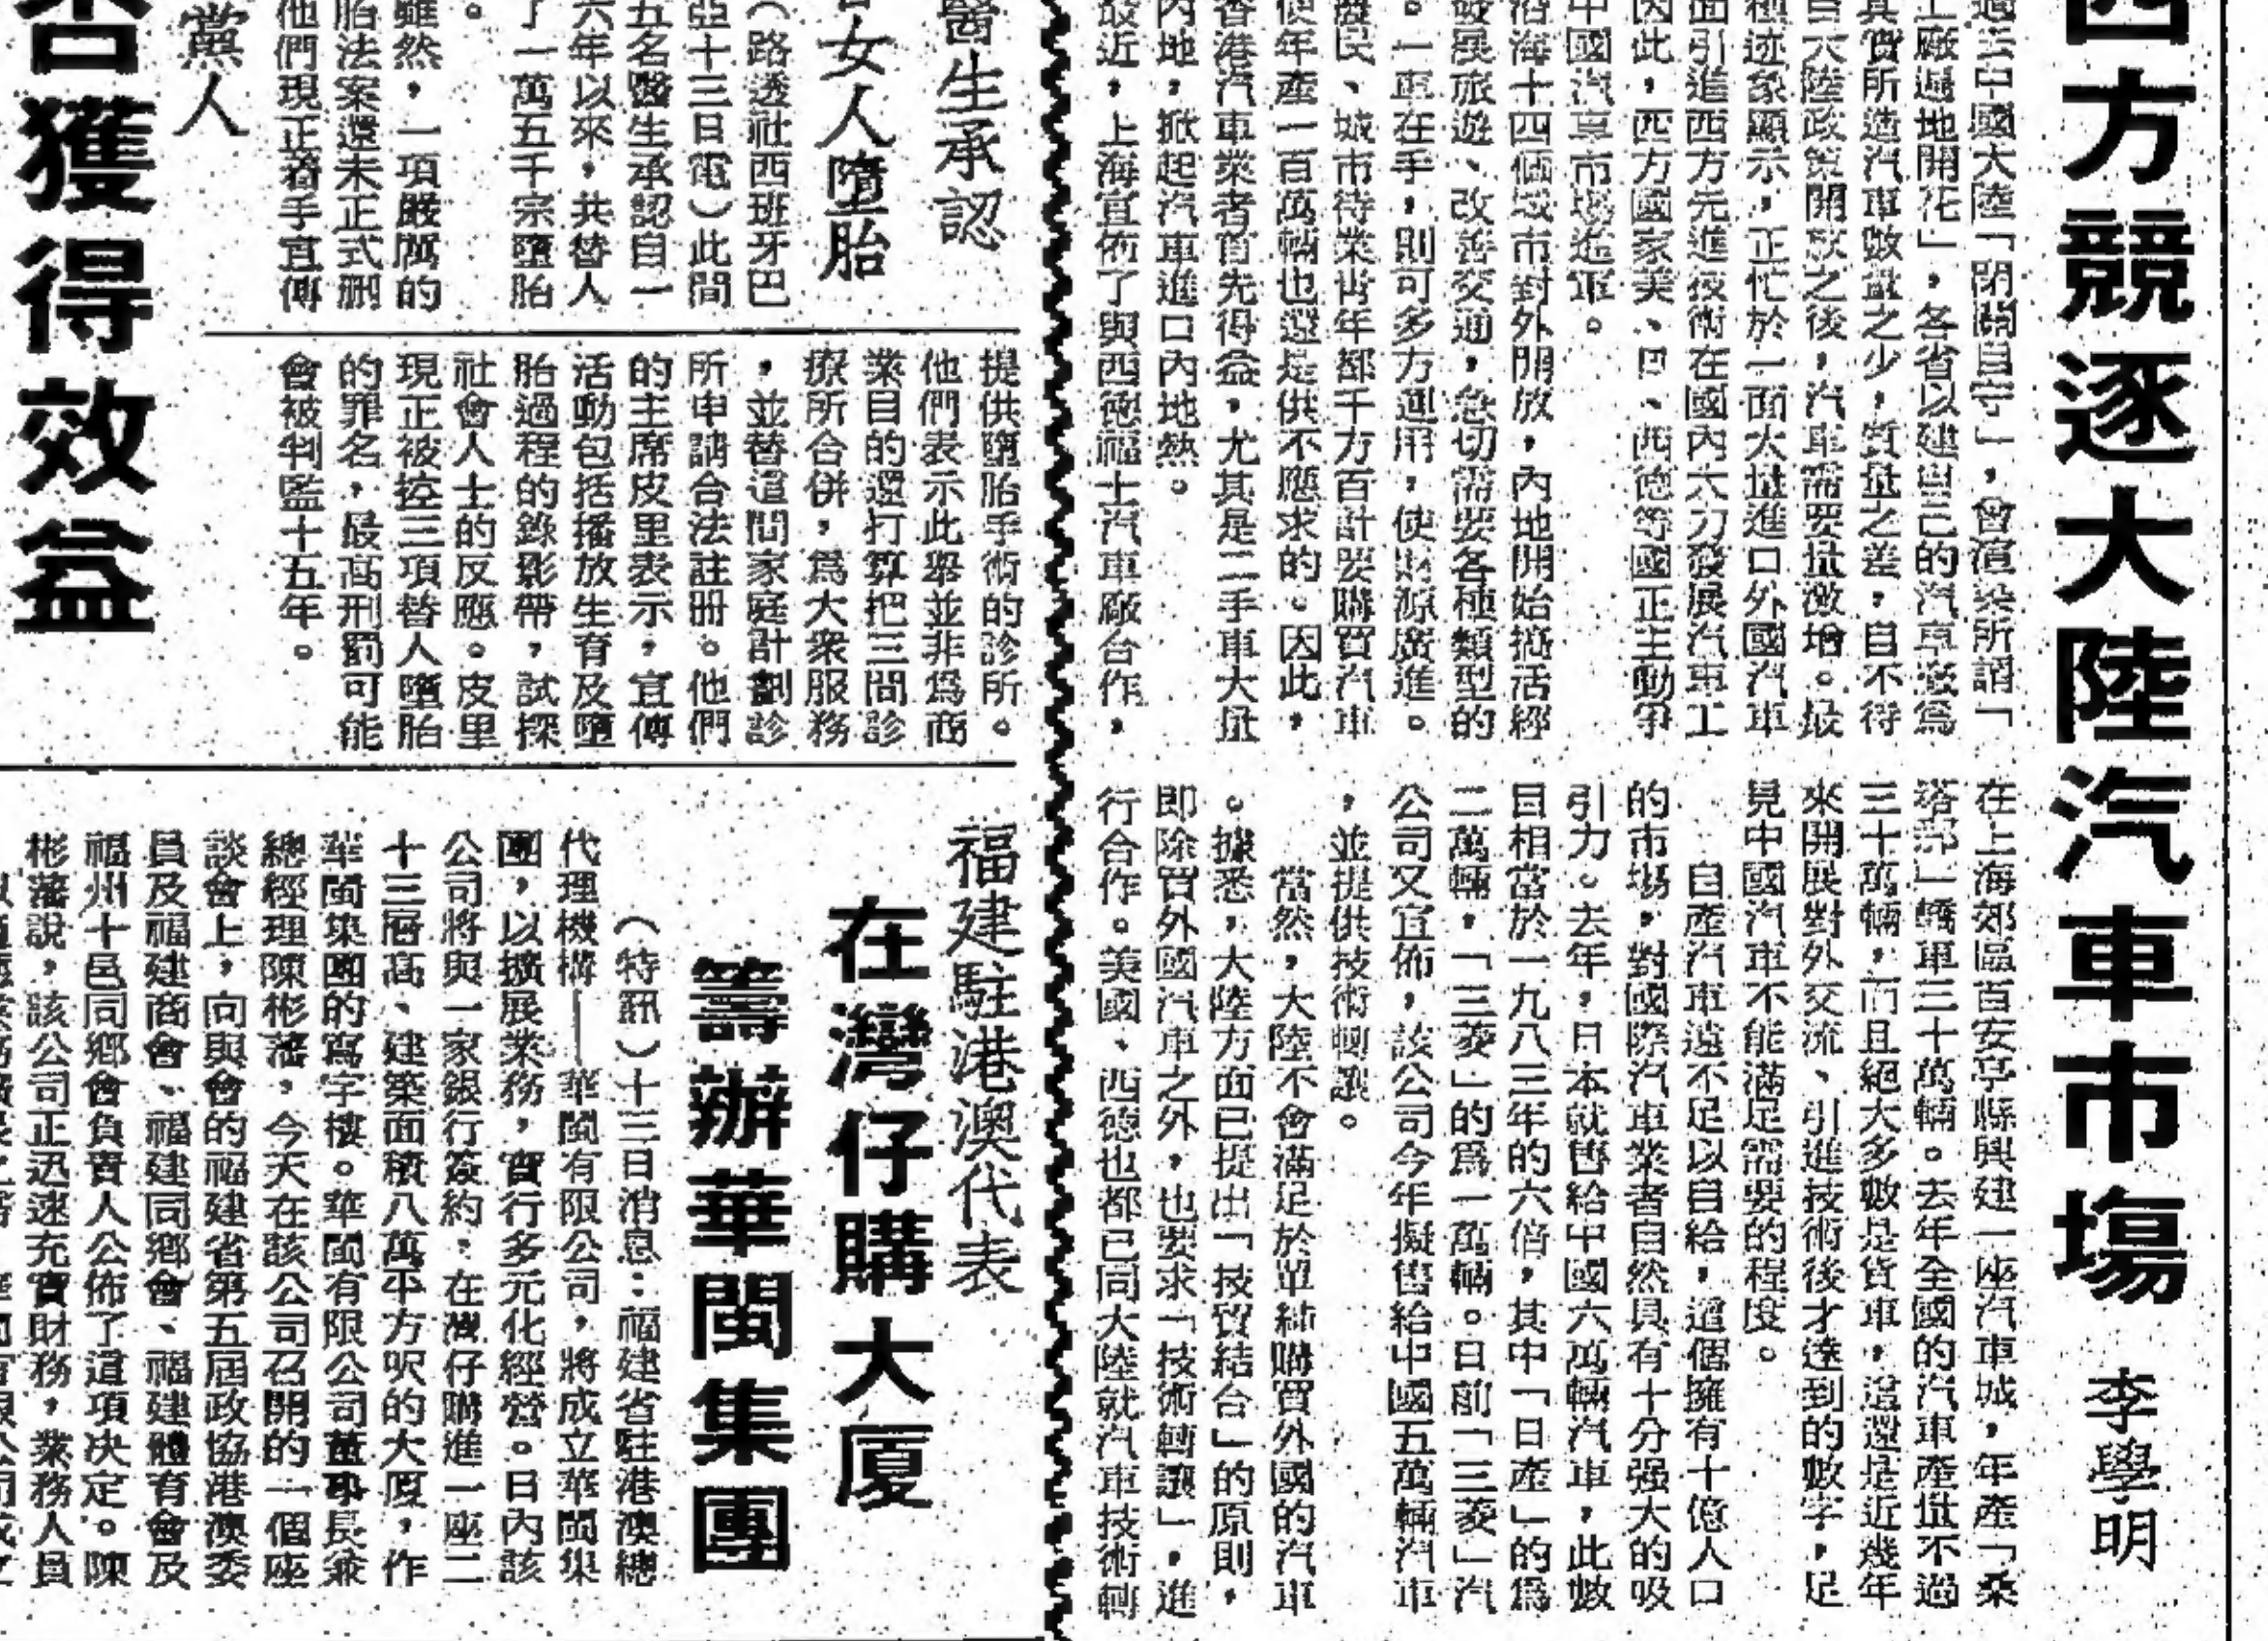 西方競逐大陸汽車市場
李學明
過去中國大陸「閉關自守」，曾渲染所謂「
工廠遍地開花」，各省以建自己的汽車廠為
其實所造汽車數量之少，質量之差，自不待
自大陸政策開放之後，汽車需要量激增。最
種迹象顯示，正忙於一面大量進口外國汽車
面引進西方先進技術在國內大力發展汽車工
因此，西方國家美、日、西德等國正主動爭
中國汽車市場進軍。
沿海十四個城市對外開放，內地開始搞活經
發展旅遊、改善交通，急切需要各種類型的
。一車在手，則可多方運用，使財源廣進。
農民、城市待業青年都千方百計要購買汽車
使年產一百萬輛也還是供不應求的。因此，
香港汽車業者首先得益，尤其是二手車大量
內地，掀起汽車進口內地熱。
最近，上海宣佈了與西德福士汽車廠合作，
在上海郊區百安亭縣興建一座汽車城，年產「桑
塔那」轎車三十萬輛。去年全國的汽車產量不過
三十萬輛，而且絕大多數是貨車，這還是近幾年
來開展對外交流、引進技術後才達到的數字，足
見中國汽車不能滿足需要的程度。
自產汽車遠不足以自給，這個擁有十億人口
的市場，對國際汽車業者自然具有十分强大的吸
引力。去年，日本就售給中國六萬輛汽車，此數
目相當於一九八三年的六倍，其中「日產」的為
二萬輛，「三菱」的為一萬輛。日前「三菱」汽
公司又宣佈，該公司今年擬售給中國五萬輛汽車
，並提供技術轉讓。
當然，大陸不會滿足於單純購買外國的汽車
。據悉，大陸方面已提出「技貿結合」的原則，
即除買外國汽車之外，也要求「技術轉讓」，進
行合作。美國、西德也都已同大陸就汽車技術轉
醫生承認
女人墮胎
（路透社西班牙巴
亞十三日電）此間
五名醫生承認自一
六年以來，共替人
了一萬五千宗墮胎
。
雖然，一項嚴厲的
胎法案還未正式删
他們現正着手宣傳
提供墮胎手術的診所。
他們表示此舉並非為商
業目的還打算把三間診
療所合併，為大衆服務
，並替這間家庭計劃診
所申請合法註册。他們
的主席皮里表示，宣傳
活動包括播放生育及墮
胎過程的錄影帶，試探
社會人士的反應。皮里
現正被控三項替人墮胎
的罪名，最高刑罰可能
會被判監十五年。
黨人
獲得效益
福建駐港澳代表
在灣仔購大厦
籌辦華閩集團
（特訊）十三日消息：福建省駐港澳總
代理機構——華閩有限公司，將成立華閩集
團，以擴展業務，實行多元化經營。日內該
公司將與一家銀行簽約，在灣仔購進一座二
十三層高、建築面積八萬平方呎的大厦，作
華閩集團的寫字樓。華閩有限公司董事長兼
總經理陳彬藩，今天在該公司召開的一個座
談會上，向與會的福建省第五屆政協港澳委
員及福建商會、福建同鄉會、福建體育會及
福州十邑同鄉會負責人公佈了這項決定。陳
彬藩說，該公司正迅速充實財務，業務人員